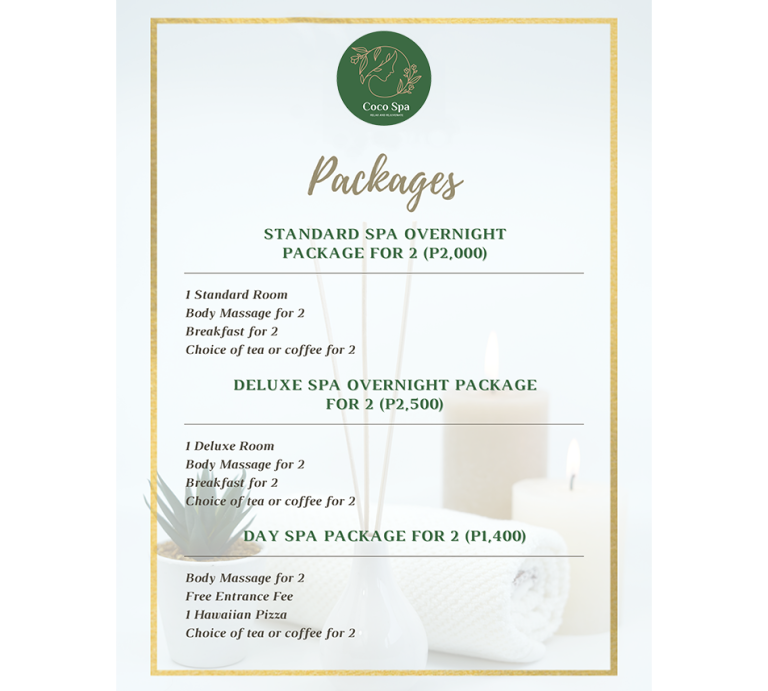 Coco Spa
Packages
STANDARD SPA OVERNIGHT
PACKAGE FOR 2 (P2,000)
1 Standard Room
Body Massage for 2
Breakfast for 2
Choice of tea or coffee for 2
DELUXE SPA OVERNIGHT PACKAGE
FOR 2 (P2,500)
1 Deluxe Room
Body Massage for 2
Breakfast for 2
Choice of tea or coffee for 2
DAY SPA PACKAGE FOR 2 (P1,400)
Body Massage for 2
Free Entrance Fee
1 Hawaiian Pizza
Choice of tea or coffee for 2